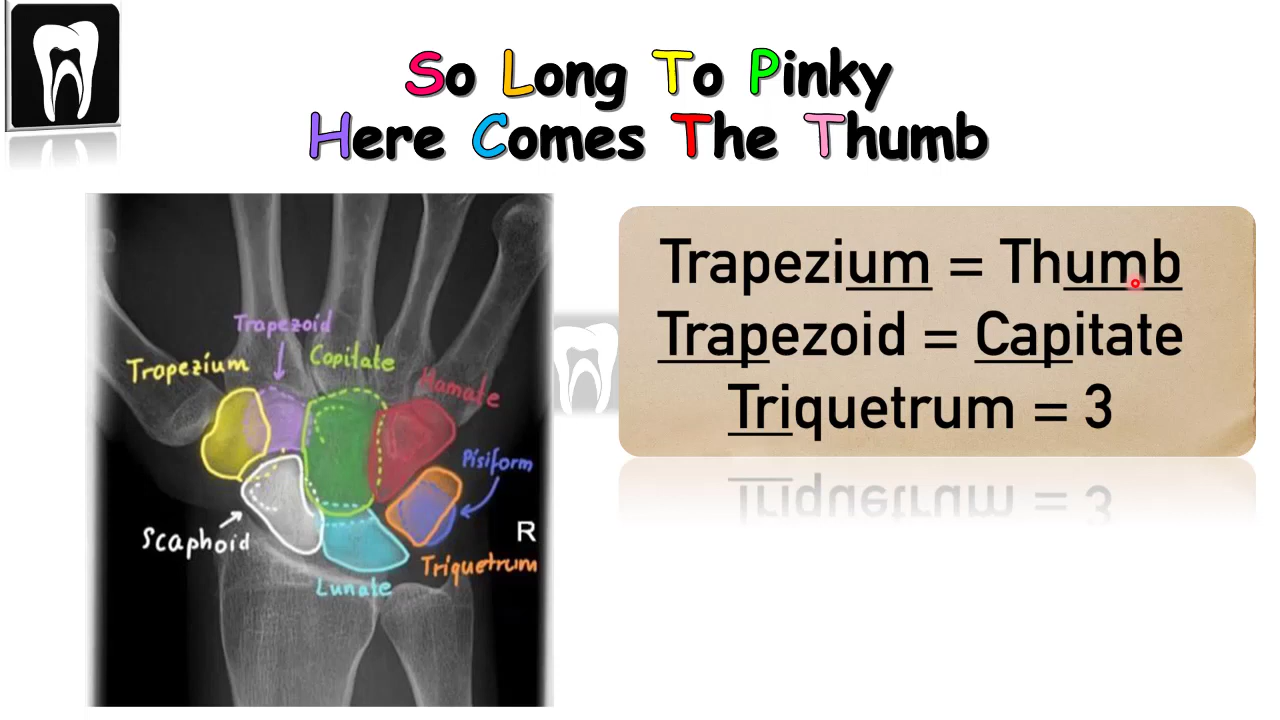 So Long To Pinky
Here Comes The Thumb
Trapezium = Thumb
Trapezoid = Capitate
Triquetrum = 3
Trapezoid
Capitate
Trapezium
Hamate
Pisiform
R
Scaphoid
Triquetrum
Lunate